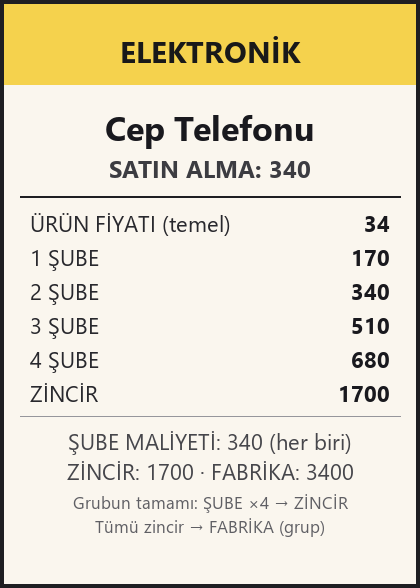 ELEKTRONİK
Cep Telefonu
SATIN ALMA: 340
ÜRÜN FİYATI (temel) 34
1 ŞUBE 170
2 ŞUBE 340
3 ŞUBE 510
4 ŞUBE 680
ZİNCİR 1700
ŞUBE MALİYETİ: 340 (her biri)
ZİNCİR: 1700 · FABRİKA: 3400
Grubun tamamı: ŞUBE ×4 → ZİNCİR
Tümü zincir → FABRİKA (grup)